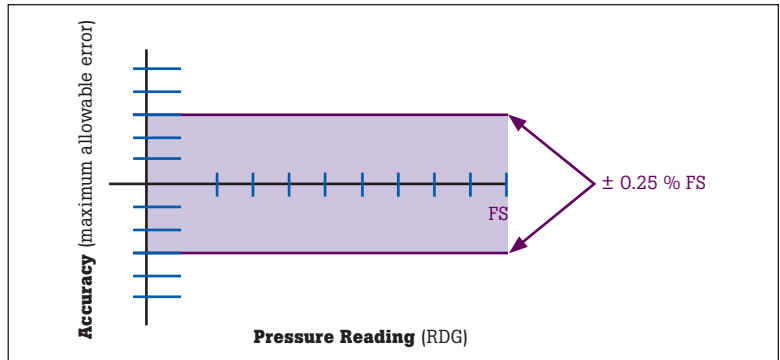 Accuracy (maximum allowable error)
± 0.25 % FS
FS
Pressure Reading (RDG)